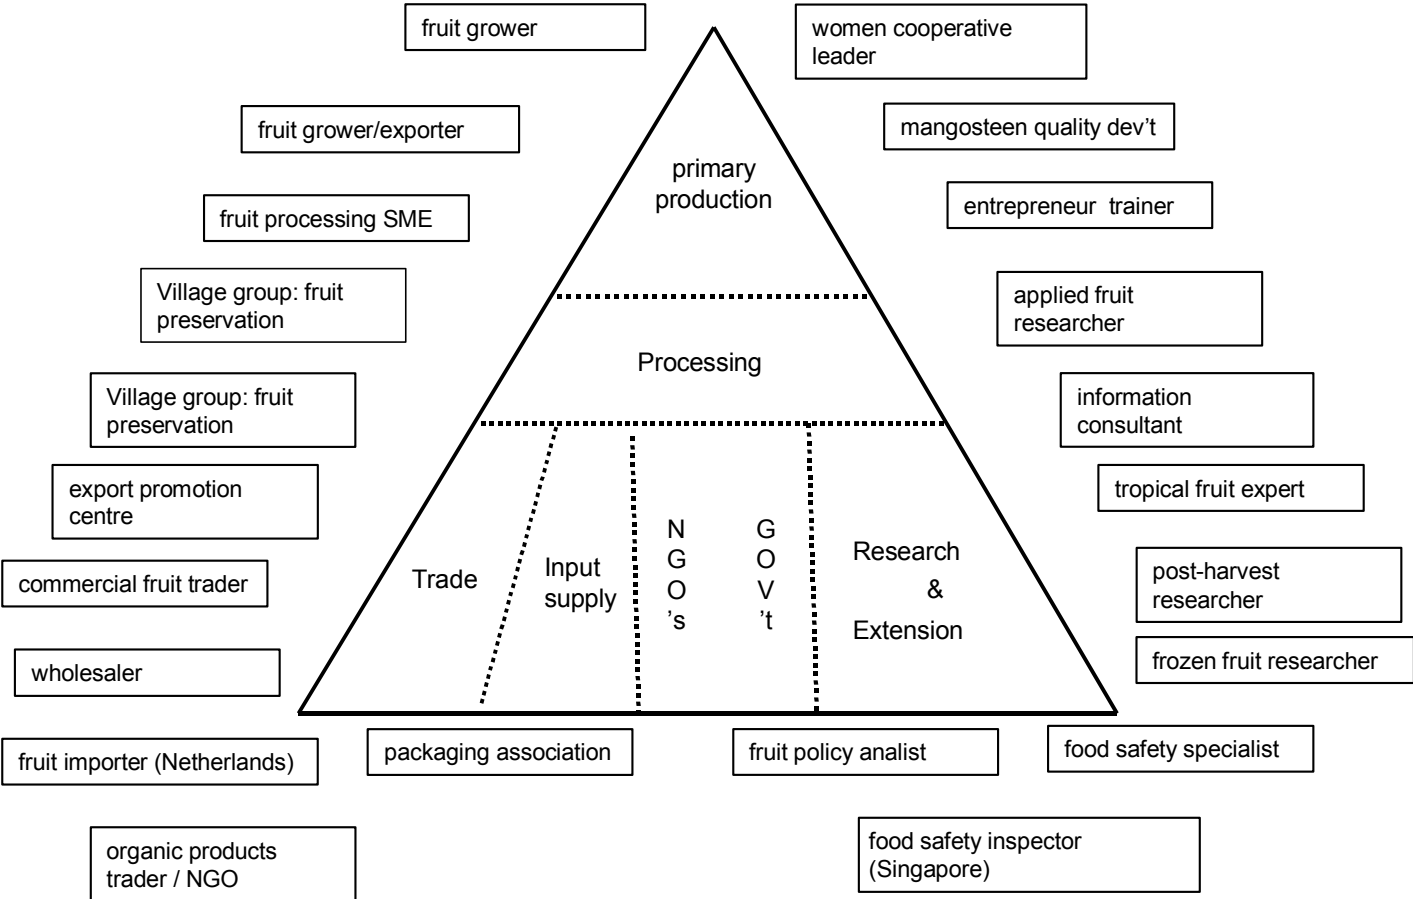 fruit grower
women cooperative
leader
fruit grower/exporter
mangosteen quality dev’t
primary
production
fruit processing SME
entrepreneur trainer
Village group: fruit
preservation
applied fruit
researcher
Processing
Village group: fruit
preservation
information
consultant
export promotion
centre
tropical fruit expert
Trade
Input
supply
N
G
O
’s
G
O
V
’t
Research
&
Extension
commercial fruit trader
post-harvest
researcher
wholesaler
frozen fruit researcher
fruit importer (Netherlands)
packaging association
fruit policy analist
food safety specialist
organic products
trader / NGO
food safety inspector
(Singapore)